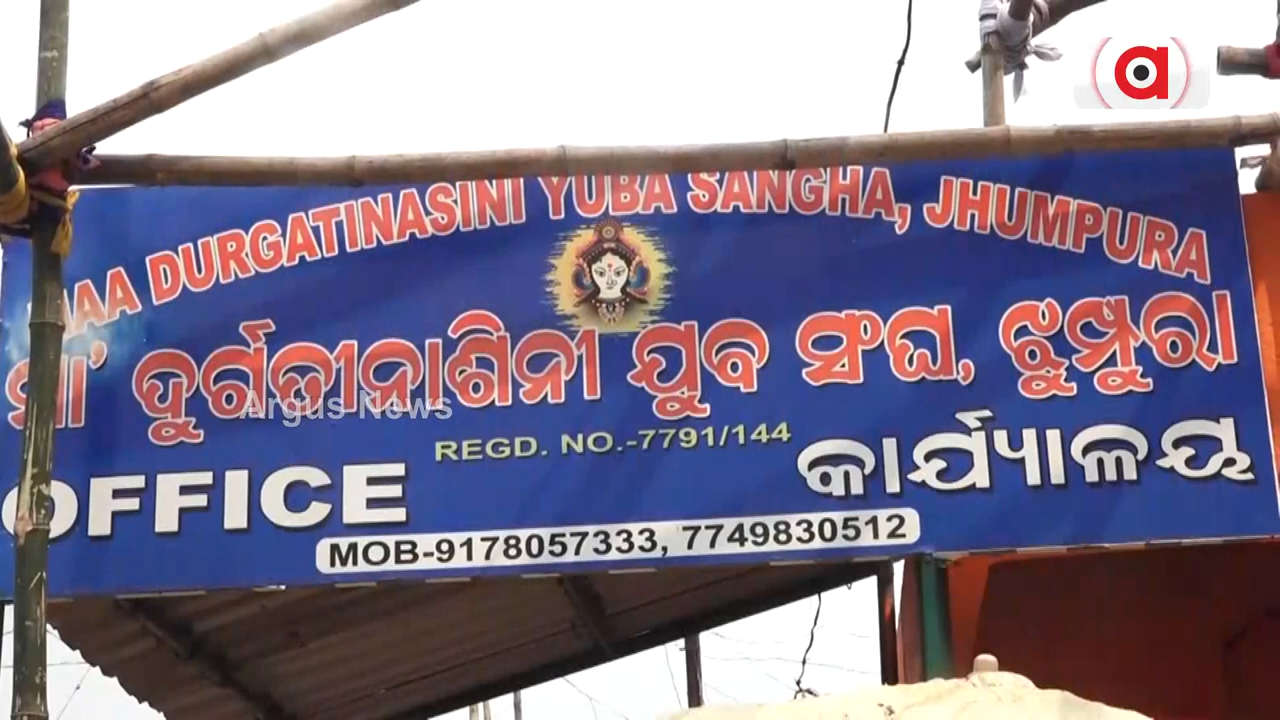 MAA DURGATINASINI YUBA SANGHA, JHUMPURA
ମା' ଦୁର୍ଗତୀନାଶିନୀ ଯୁବ ସଂଘ, ଝୁମ୍ପୁରା
Argus News
REGD. NO.-7791/144
OFFICE
କାର୍ଯ୍ୟାଳୟ
MOB-9178057333, 7749830512